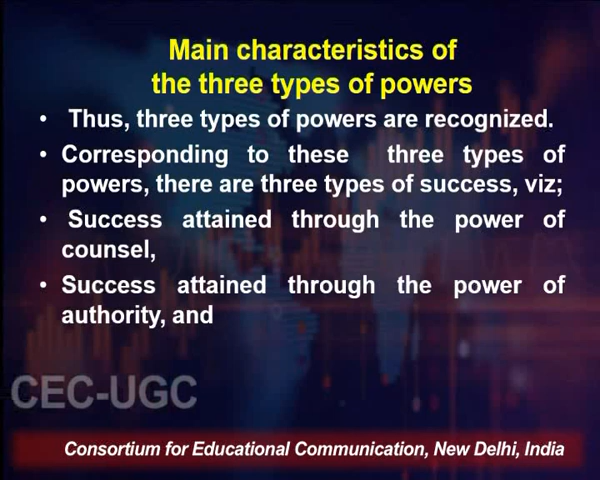 Main characteristics of
the three types of powers
• Thus, three types of powers are recognized.
• Corresponding to these three types of
powers, there are three types of success, viz;
• Success attained through the power of
counsel,
• Success attained through the power of
authority, and
CEC-UGC
Consortium for Educational Communication, New Delhi, India